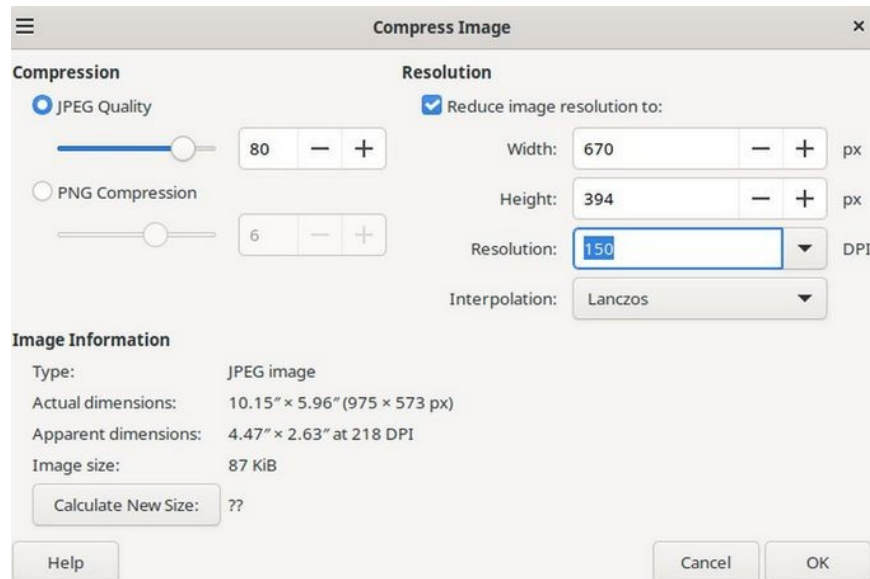 Compress Image
Compression
JPEG Quality
80
PNG Compression
6
Resolution
Reduce image resolution to:
Width: 670 px
Height: 394 px
Resolution: 150 DPI
Interpolation: Lanczos
Image Information
Type: JPEG image
Actual dimensions: 10.15″ × 5.96″ (975 × 573 px)
Apparent dimensions: 4.47″ × 2.63″ at 218 DPI
Image size: 87 KiB
Calculate New Size: ??
Help Cancel OK